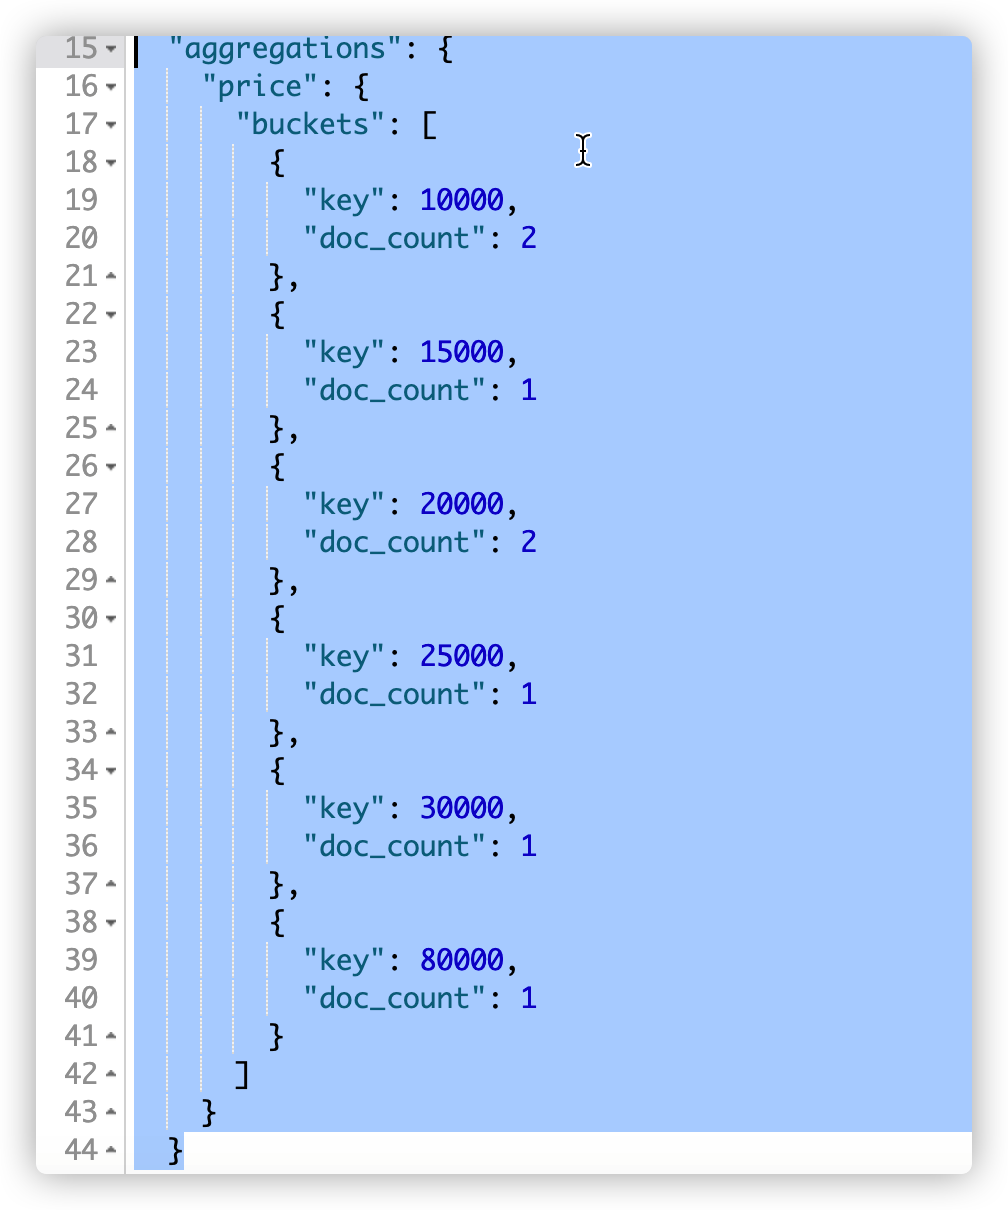 15 "aggregations": {
16 "price": {
17 "buckets": [
18 {
19 "key": 10000,
20 "doc_count": 2
21 },
22 {
23 "key": 15000,
24 "doc_count": 1
25 },
26 {
27 "key": 20000,
28 "doc_count": 2
29 },
30 {
31 "key": 25000,
32 "doc_count": 1
33 },
34 {
35 "key": 30000,
36 "doc_count": 1
37 },
38 {
39 "key": 80000,
40 "doc_count": 1
41 }
42 ]
43 }
44 }